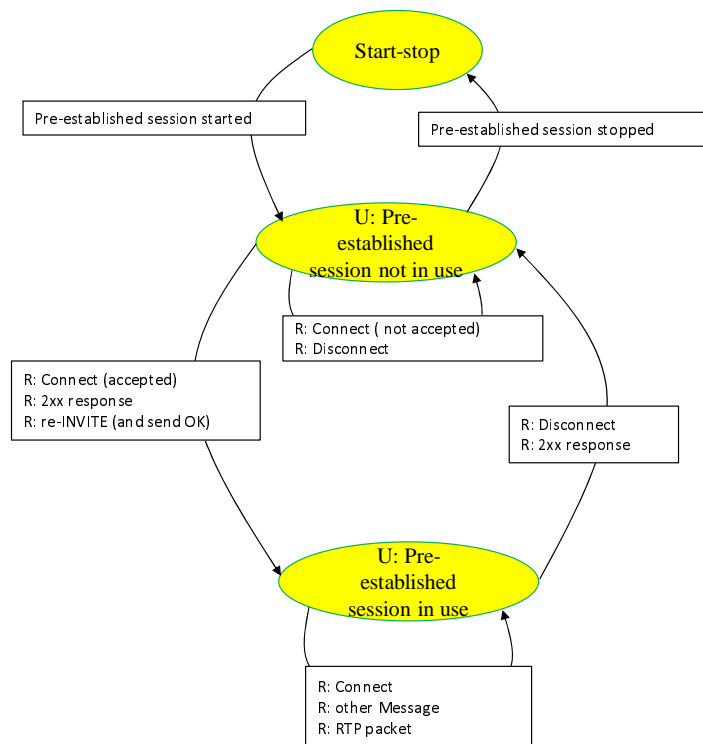 Start-stop
Pre-established session started
Pre-established session stopped
U: Pre-
established
session not in use
R: Connect ( not accepted)
R: Disconnect
R: Connect (accepted)
R: 2xx response
R: re-INVITE (and send OK)
R: Disconnect
R: 2xx response
U: Pre-
established
session in use
R: Connect
R: other Message
R: RTP packet